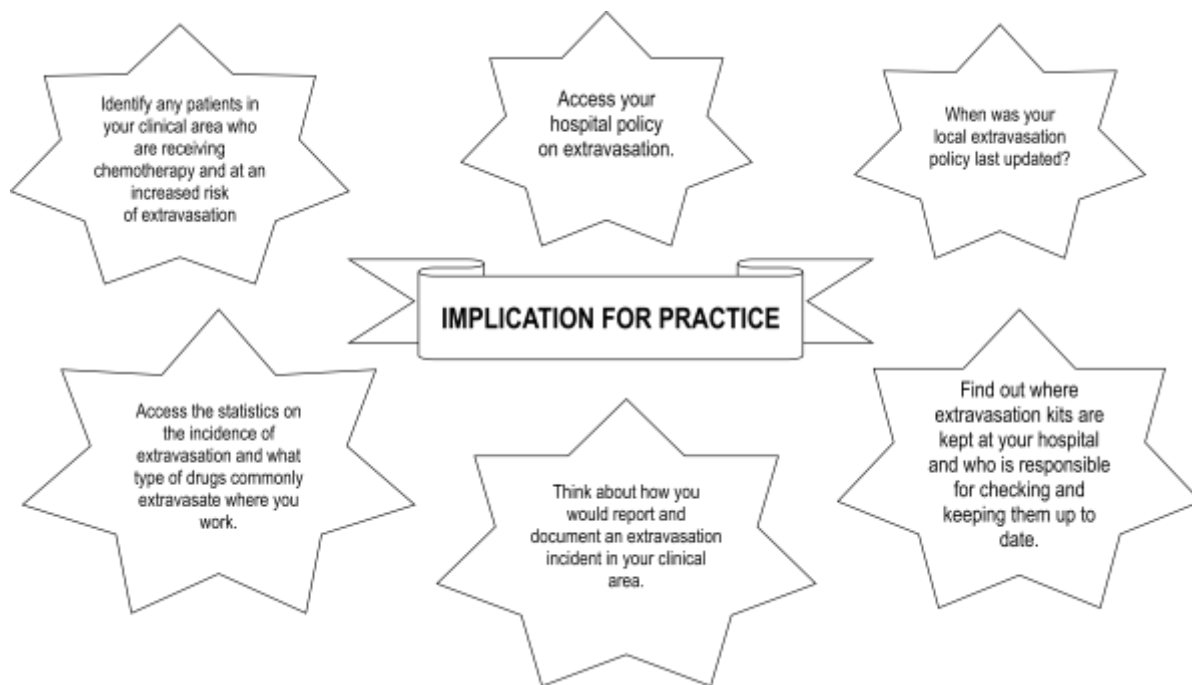 Identify any patients in
your clinical area who
are receiving
chemotherapy and at an
increased risk
of extravasation
Access your
hospital policy
on extravasation.
When was your
local extravasation
policy last updated?
IMPLICATION FOR PRACTICE
Access the statistics on
the incidence of
extravasation and what
type of drugs commonly
extravasate where you
work.
Think about how you
would report and
document an extravasation
incident in your clinical
area.
Find out where
extravasation kits are
kept at your hospital
and who is responsible
for checking and
keeping them up to
date.